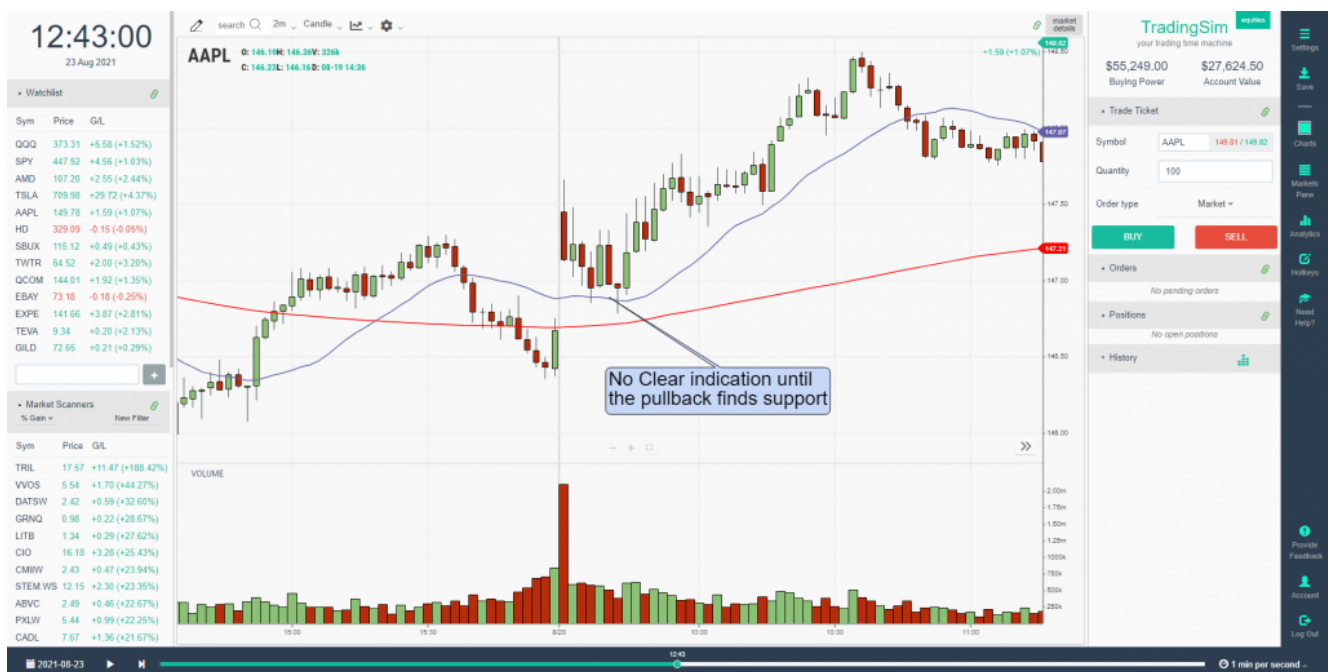 12:43:00
23 Aug 2021
Watchlist
Sym Price G/L
QQQ 373.31 +5.58 (+1.52%)
SPY 447.92 +4.56 (+1.03%)
AMD 107.20 +2.55 (+2.44%)
TSLA 709.98 +29.72 (+4.37%)
AAPL 149.78 +1.59 (+1.07%)
HD 329.09 -0.15 (-0.05%)
SBUX 115.12 +0.49 (+0.43%)
TWTR 64.52 +2.00 (+3.20%)
QCOM 144.01 +1.92 (+1.35%)
EBAY 73.18 -0.18 (-0.25%)
EXPE 141.66 +3.87 (+2.81%)
TEVA 9.34 +0.20 (+2.13%)
GILD 72.65 +0.21 (+0.29%)
+
Market Scanners
% Gain New Filter
Sym Price G/L
TRIL 17.57 +11.47 (+188.42%)
VVOS 5.54 +1.70 (+44.27%)
DATSW 2.42 +0.59 (+32.60%)
GRNQ 0.98 +0.22 (+28.67%)
LITB 1.34 +0.29 (+27.62%)
CIO 16.18 +3.28 (+25.43%)
CMIIW 2.43 +0.47 (+23.94%)
STEM.WS 12.15 +2.30 (+23.35%)
ABVC 2.49 +0.46 (+22.67%)
PXLW 5.44 +0.99 (+22.25%)
CADL 7.67 +1.36 (+21.67%)
search 2m Candle
market details
AAPL O: 146.19 H: 146.36 V: 326k
C: 146.23 L: 146.16 D: 08-19 14:36
+1.59 (+1.07%)
148.50
147.97
147.50
147.21
147.00
146.50
146.00
No Clear indication until
the pullback finds support
VOLUME
2.00m
1.75m
1.50m
1.25m
1000k
750k
500k
250k
15:00 15:30 8/20 10:00 10:30 11:00
TradingSim equities
your trading time machine
$55,249.00 $27,624.50
Buying Power Account Value
Trade Ticket
Symbol AAPL 149.81 / 149.82
Quantity 100
Order type Market
BUY SELL
Orders
No pending orders
Positions
No open positions
History
Settings
Save
Charts
Markets
Pane
Analytics
Hotkeys
Need
Help?
Provide
Feedback
Account
Log Out
2021-08-23
12:43
1 min per second